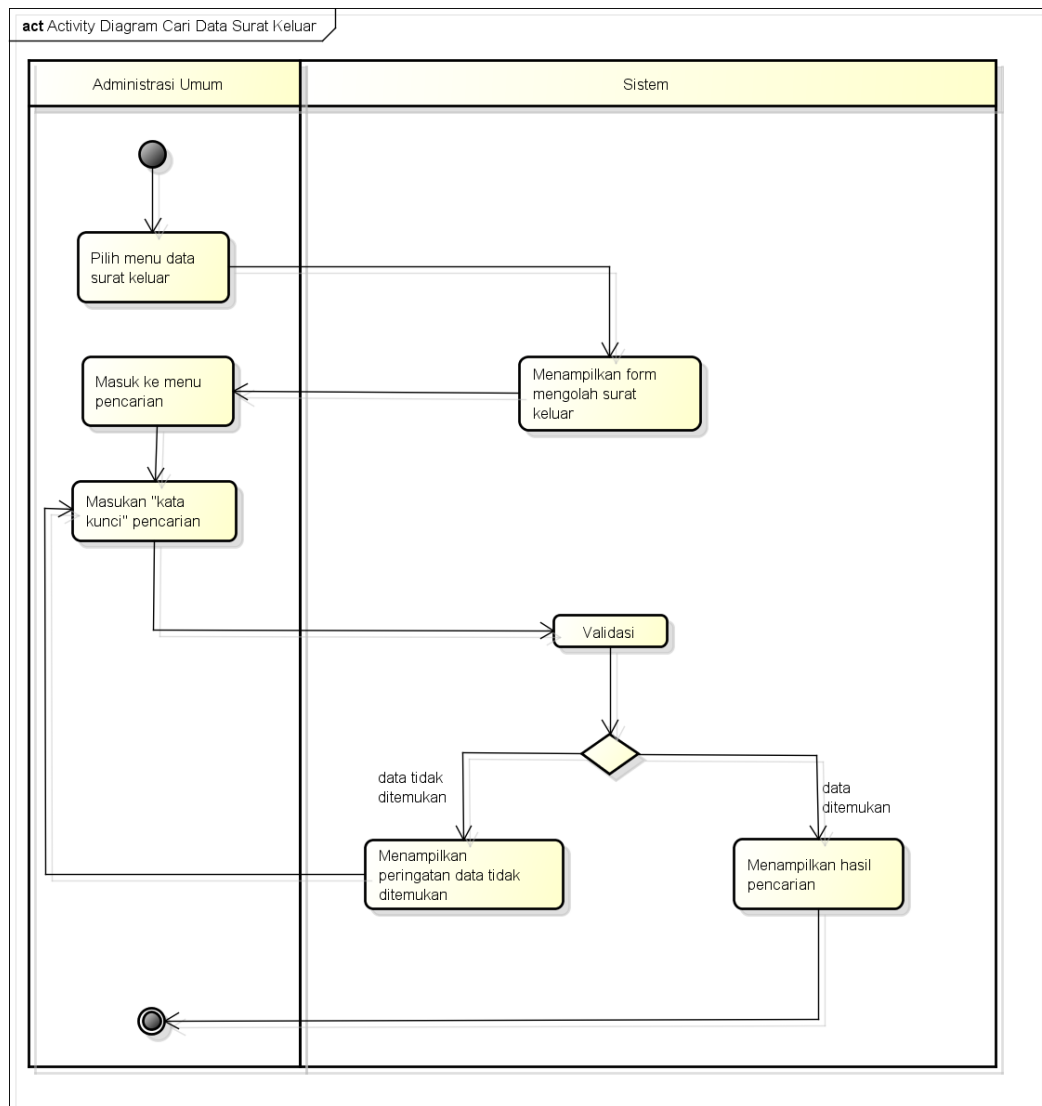 act Activity Diagram Cari Data Surat Keluar
Administrasi Umum
Sistem
Pilih menu data
surat keluar
Menampilkan form
mengolah surat
keluar
Masuk ke menu
pencarian
Masukan "kata
kunci" pencarian
Validasi
data tidak
ditemukan
data
ditemukan
Menampilkan
peringatan data tidak
ditemukan
Menampilkan hasil
pencarian